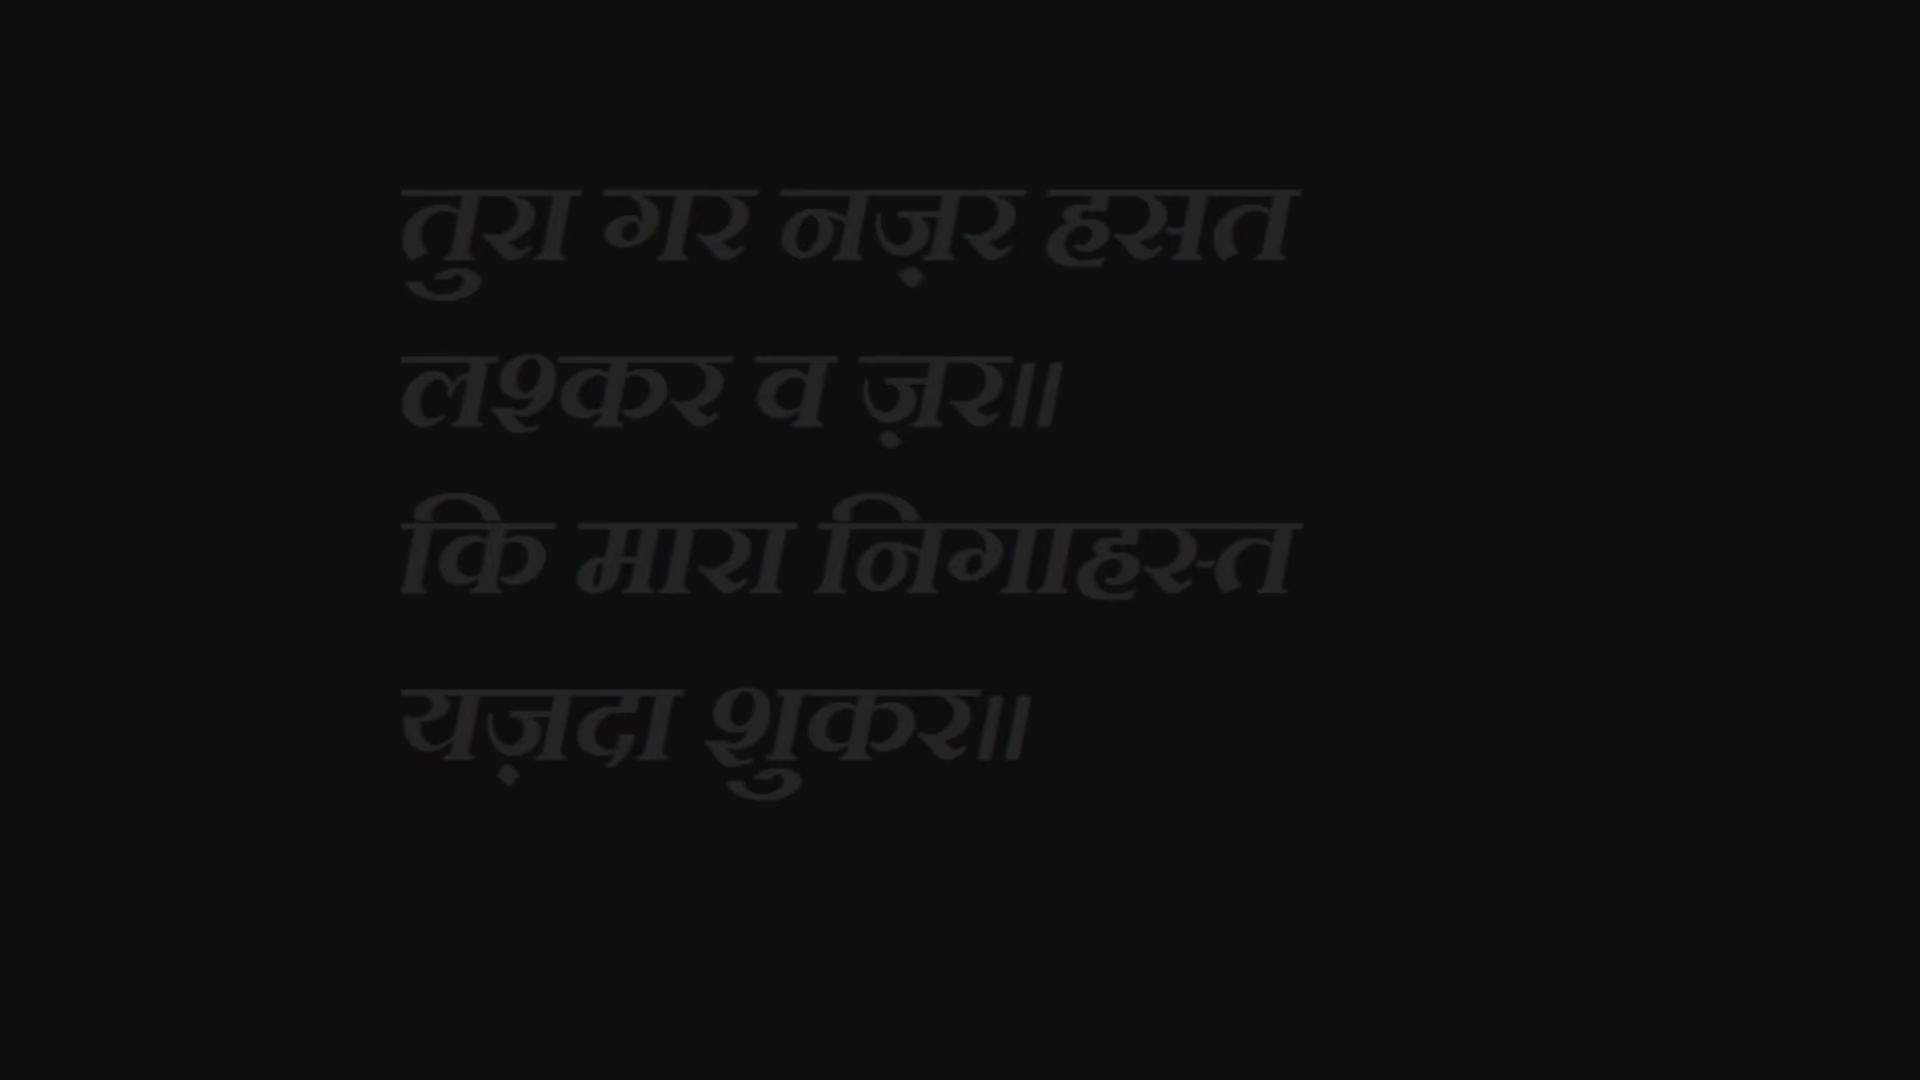 तुरा गर नज़र हसत
लश्कर व ज़र॥
कि मारा निगाहस्त
यज़दा शुकर॥